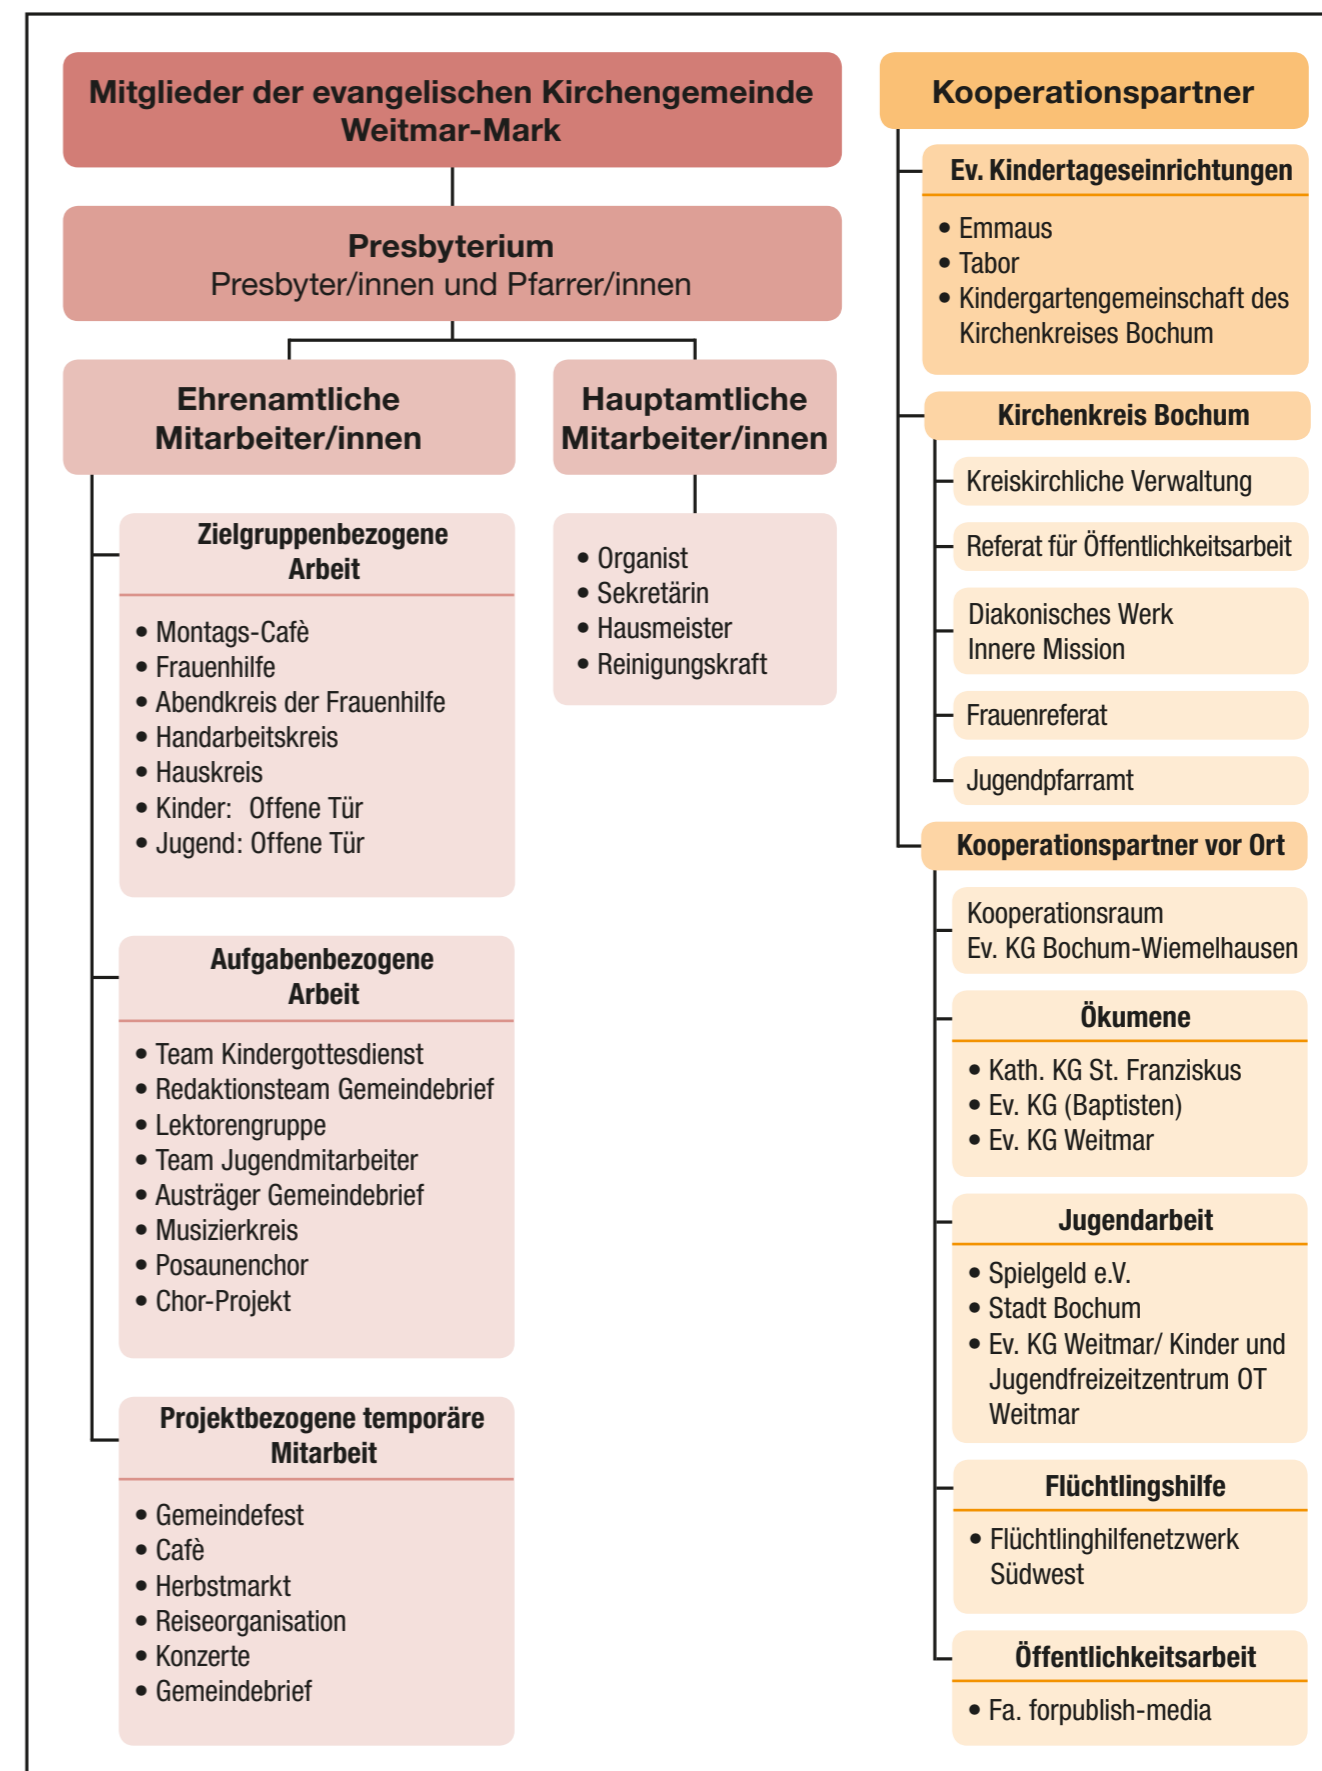 Mitglieder der evangelischen Kirchengemeinde
Weitmar-Mark
Presbyterium
Presbyter/innen und Pfarrer/innen
Ehrenamtliche
Mitarbeiter/innen
Zielgruppenbezogene
Arbeit
• Montags-Cafè
• Frauenhilfe
• Abendkreis der Frauenhilfe
• Handarbeitskreis
• Hauskreis
• Kinder: Offene Tür
• Jugend: Offene Tür
Aufgabenbezogene
Arbeit
• Team Kindergottesdienst
• Redaktionsteam Gemeindebrief
• Lektorengruppe
• Team Jugendmitarbeiter
• Austräger Gemeindebrief
• Musizierkreis
• Posaunenchor
• Chor-Projekt
Projektbezogene temporäre
Mitarbeit
• Gemeindefest
• Cafè
• Herbstmarkt
• Reiseorganisation
• Konzerte
• Gemeindebrief
Hauptamtliche
Mitarbeiter/innen
• Organist
• Sekretärin
• Hausmeister
• Reinigungskraft
Kooperationspartner
Ev. Kindertageseinrichtungen
• Emmaus
• Tabor
• Kindergartengemeinschaft des
Kirchenkreises Bochum
Kirchenkreis Bochum
Kreiskirchliche Verwaltung
Referat für Öffentlichkeitsarbeit
Diakonisches Werk
Innere Mission
Frauenreferat
Jugendpfarramt
Kooperationspartner vor Ort
Kooperationsraum
Ev. KG Bochum-Wiemelhausen
Ökumene
• Kath. KG St. Franziskus
• Ev. KG (Baptisten)
• Ev. KG Weitmar
Jugendarbeit
• Spielgeld e.V.
• Stadt Bochum
• Ev. KG Weitmar/ Kinder und
Jugendfreizeitzentrum OT
Weitmar
Flüchtlingshilfe
• Flüchtlinghilfenetzwerk
Südwest
Öffentlichkeitsarbeit
• Fa. forpublish-media